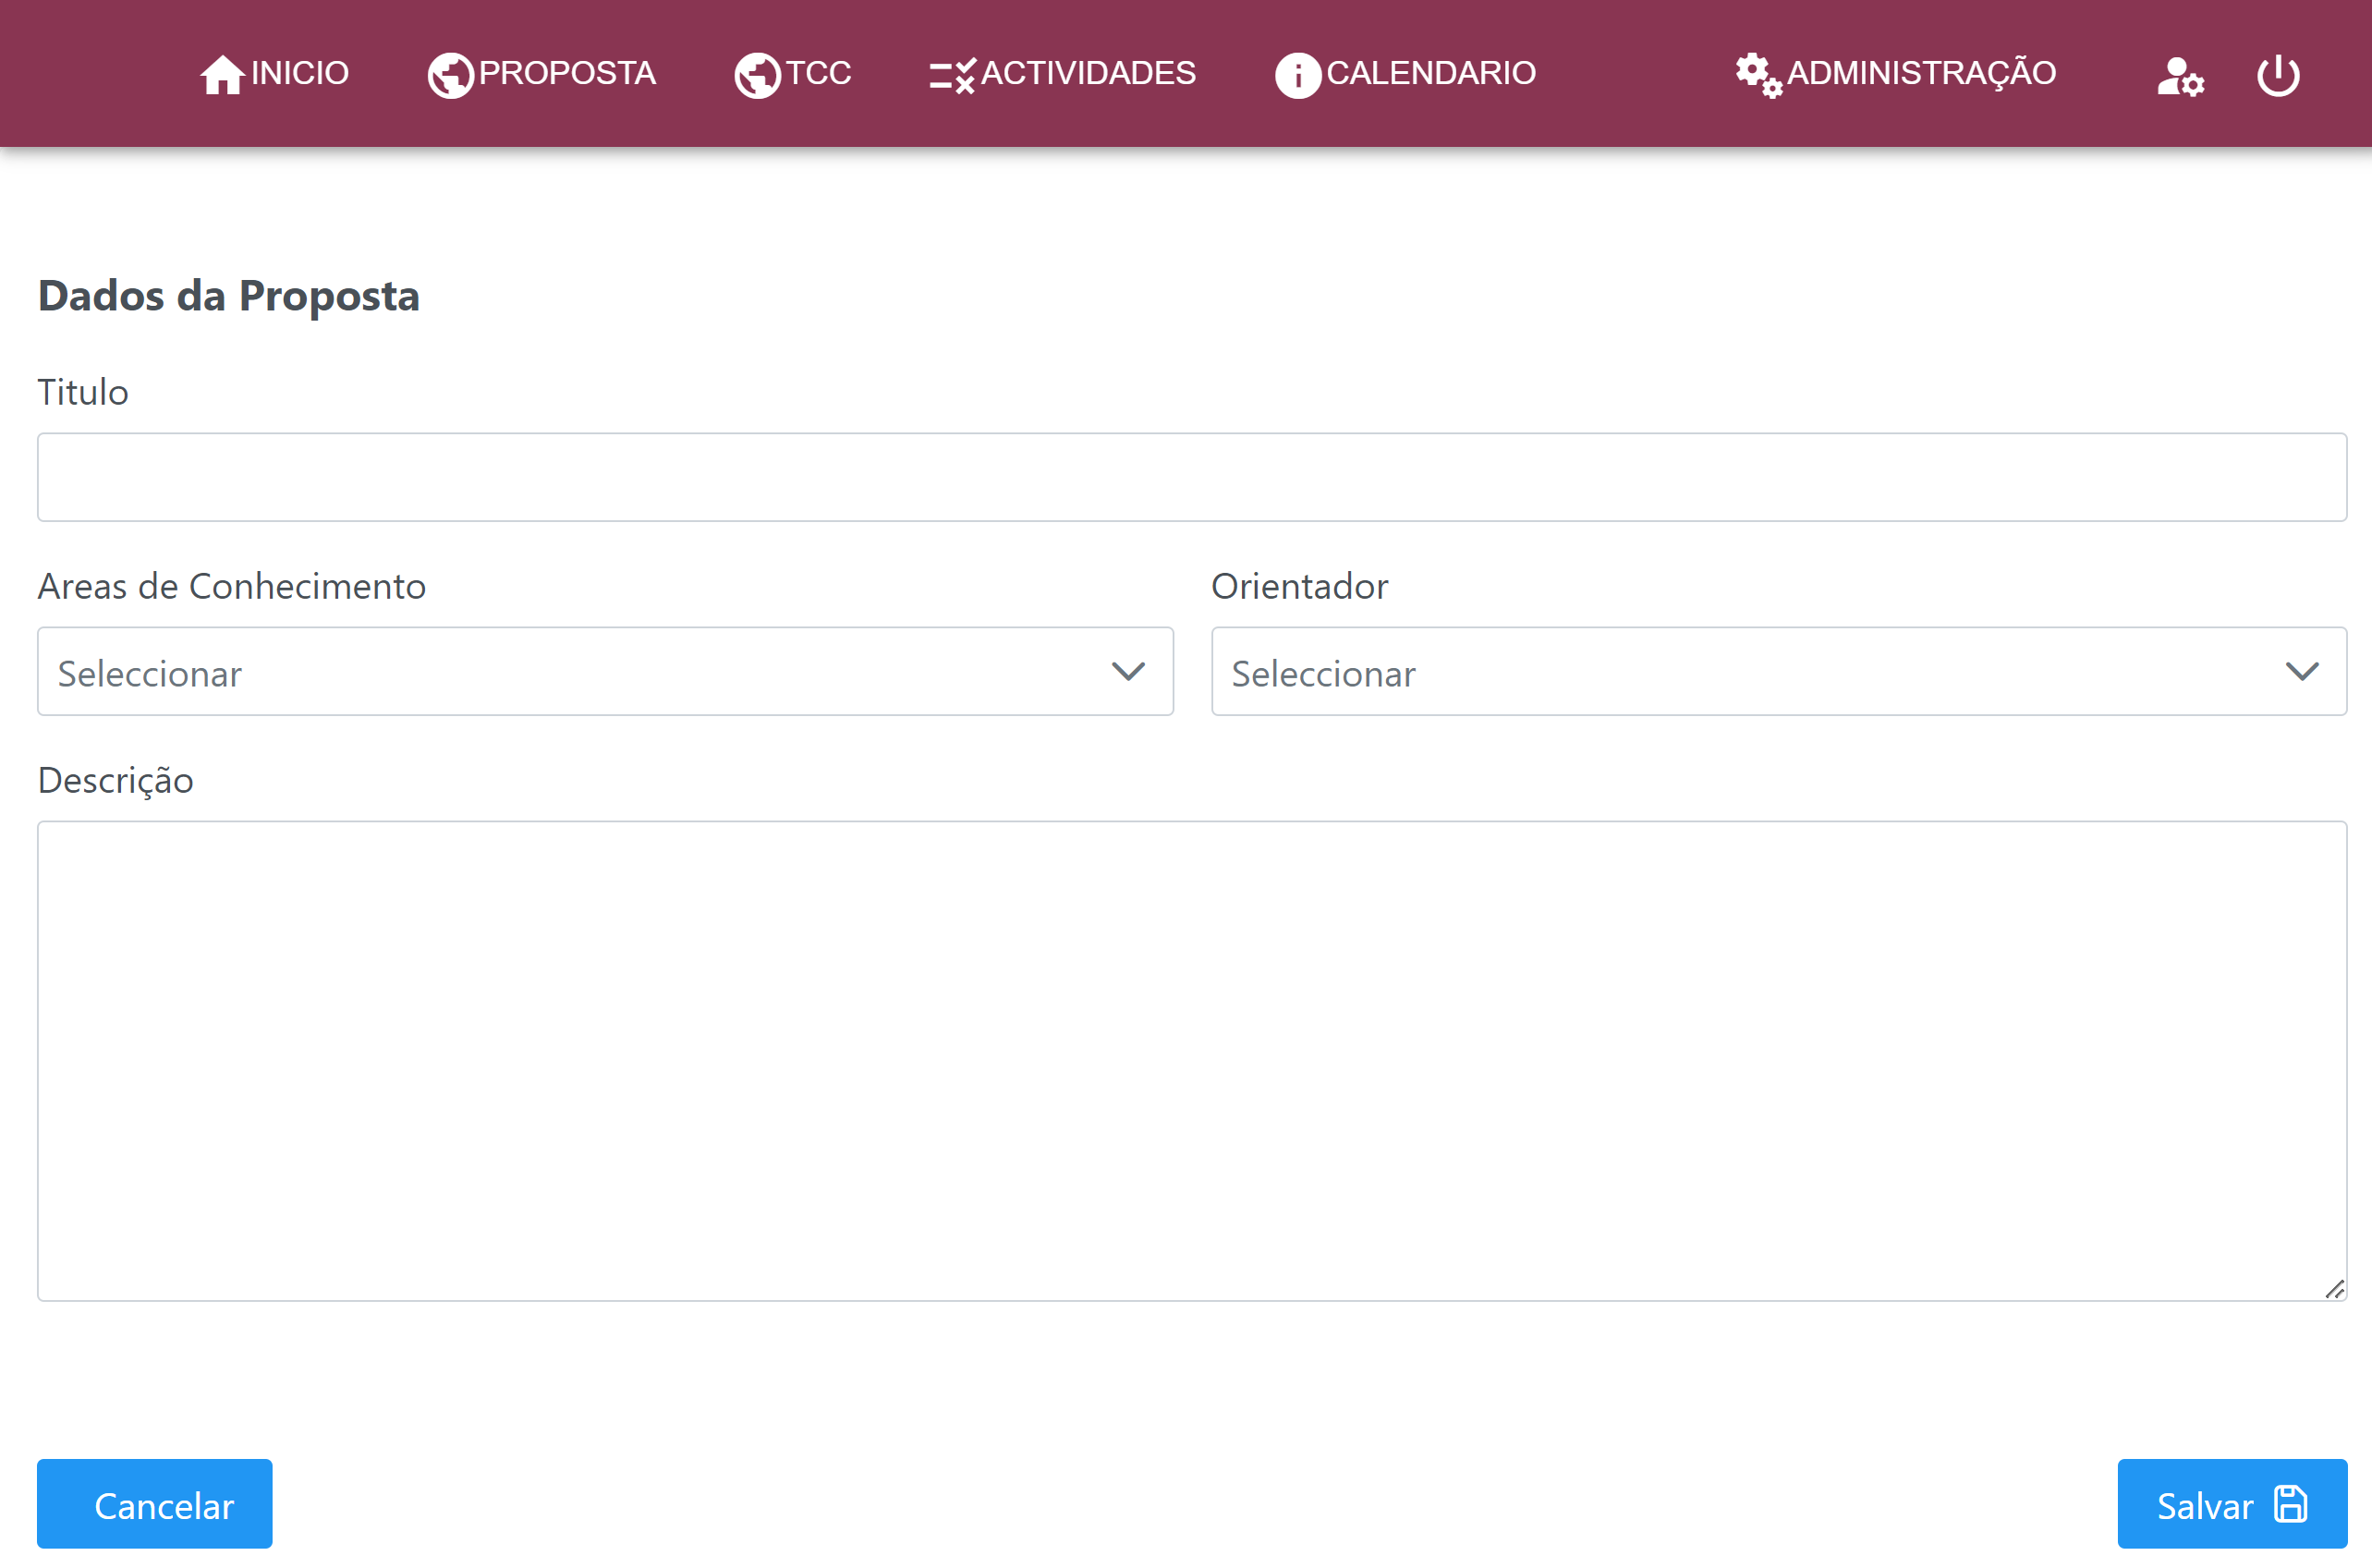 INICIO PROPOSTA TCC ACTIVIDADES CALENDARIO ADMINISTRAÇÃO
Dados da Proposta
Titulo
Areas de Conhecimento Orientador
Seleccionar Seleccionar
Descrição
Cancelar Salvar